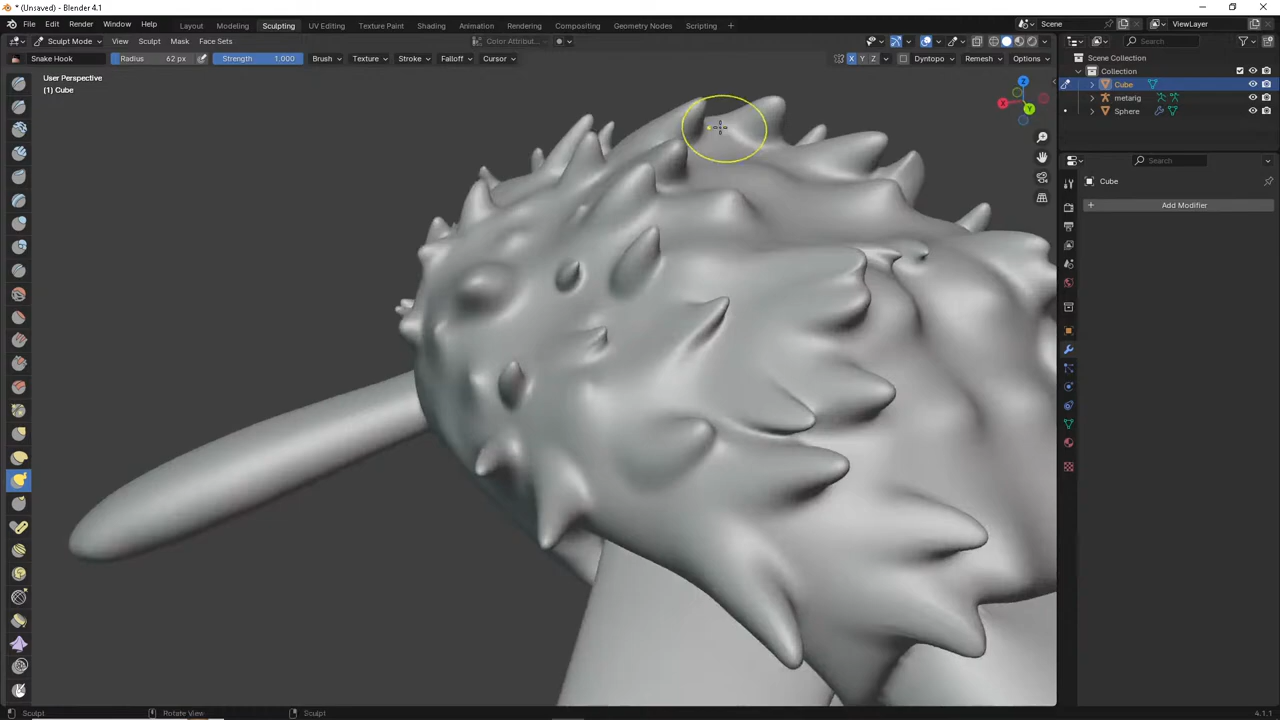 * (Unsaved) - Blender 4.1
File Edit Render Window Help Layout Modeling Sculpting UV Editing Texture Paint Shading Animation Rendering Compositing Geometry Nodes Scripting + Scene ViewLayer
Sculpt Mode View Sculpt Mask Face Sets Color Attribut... Search
Snake Hook Radius 62 px Strength 1.000 Brush Texture Stroke Falloff Cursor X Y Z Dyntopo Remesh Options
Scene Collection
Collection
Cube
metarig
Sphere
User Perspective
(1) Cube
Z
X
Y
Search
Cube
+ Add Modifier
Sculpt Rotate View Sculpt 4.1.1